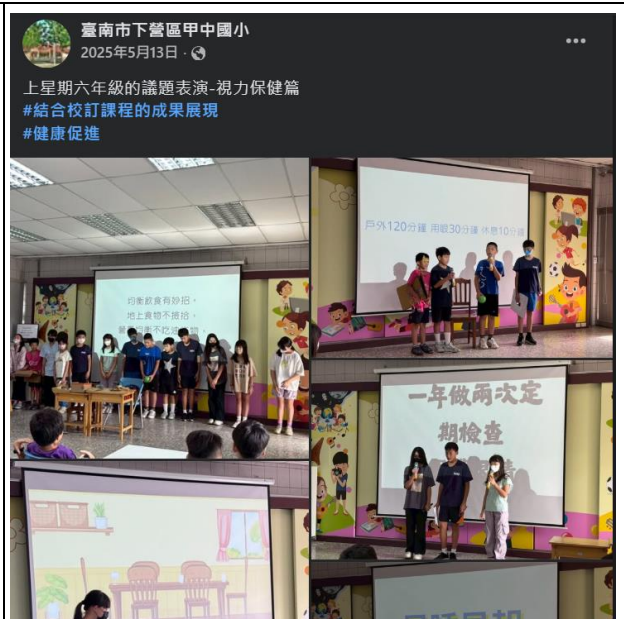 臺南市下營區甲中國小
2025年5月13日
上星期六年級的議題表演-視力保健篇
#結合校訂課程的成果展現
#健康促進
戶外120分鐘 用眼30分鐘 休息10分鐘
均衡飲食有妙招，
地上食物不撿拾，
一年做兩次定
期檢查